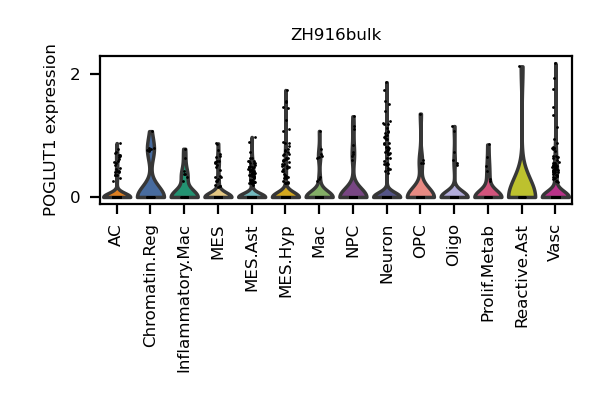 ZH916bulk
POGLUT1 expression
2
0
AC
Chromatin.Reg
Inflammatory.Mac
MES
MES.Ast
MES.Hyp
Mac
NPC
Neuron
OPC
Oligo
Prolif.Metab
Reactive.Ast
Vasc